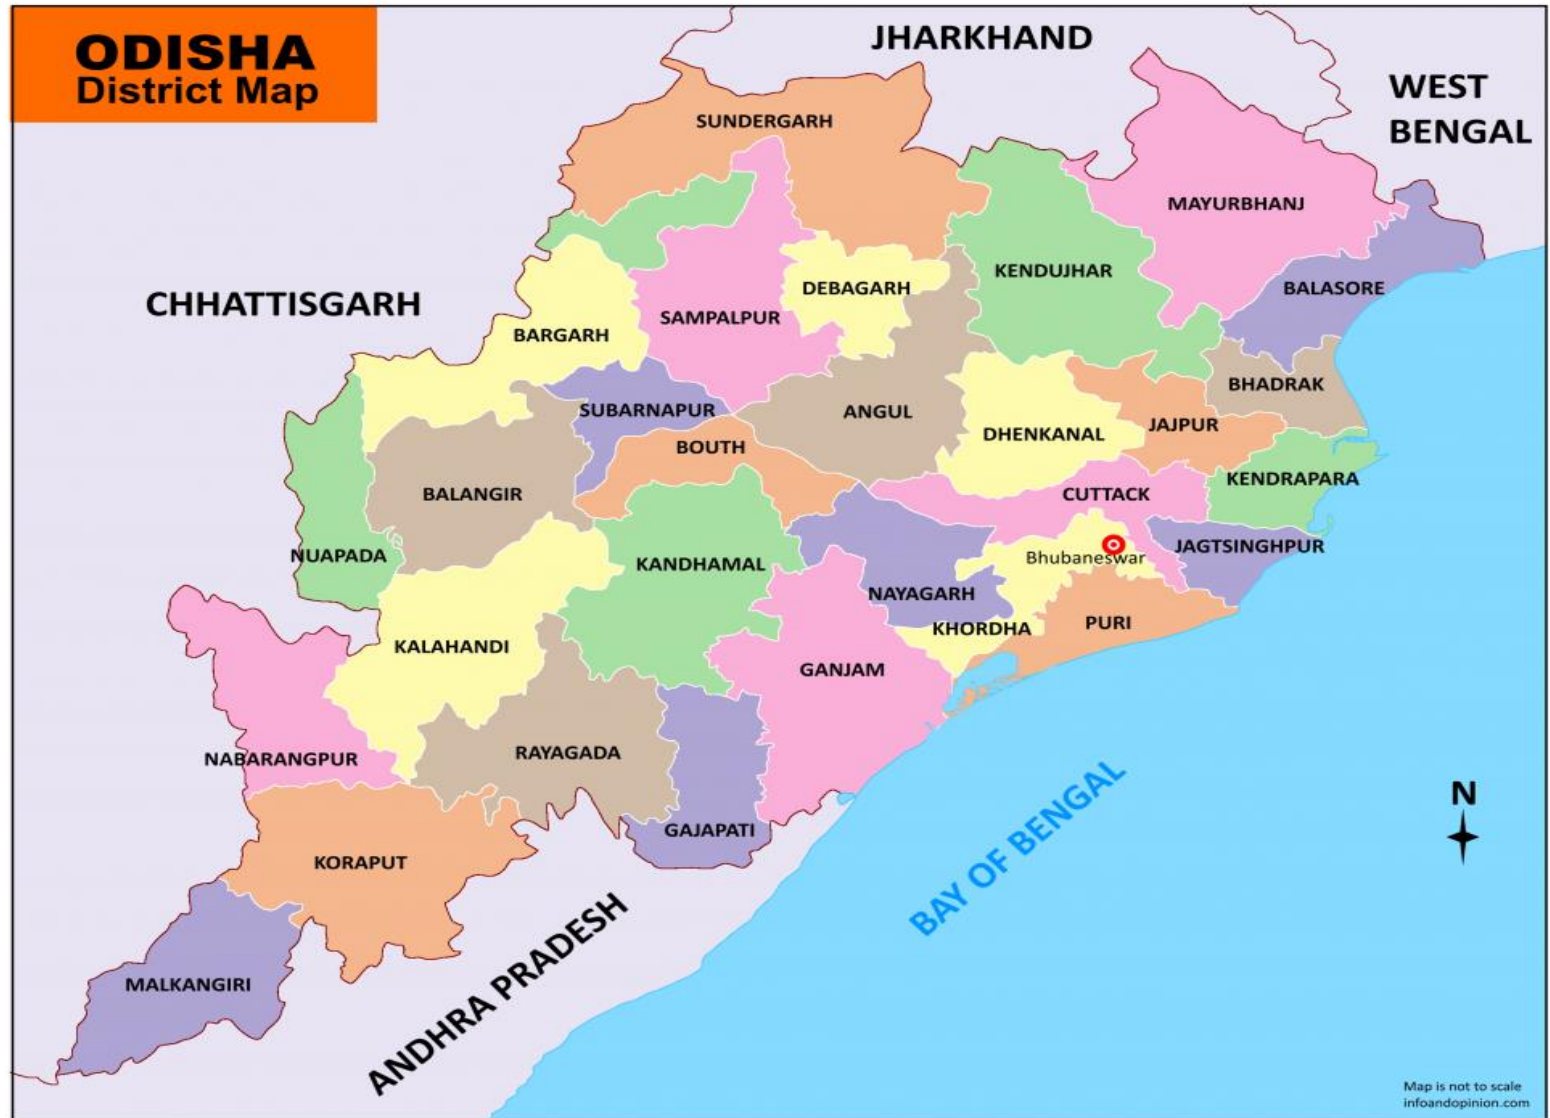 ODISHA
District Map
JHARKHAND
WEST
BENGAL
SUNDERGARH
MAYURBHANJ
KENDUJHAR
DEBAGARH
BALASORE
CHHATTISGARH
SAMPALPUR
BARGARH
BHADRAK
SUBARNAPUR
ANGUL
JAJPUR
DHENKANAL
BOUTH
KENDRAPARA
BALANGIR
CUTTACK
JAGTSINGHPUR
NUAPADA
Bhubaneswar
KANDHAMAL
NAYAGARH
PURI
KHORDHA
KALAHANDI
GANJAM
RAYAGADA
NABARANGPUR
N
GAJAPATI
BAY OF BENGAL
KORAPUT
MALKANGIRI
ANDHRA PRADESH
Map is not to scale
infoandopinion.com